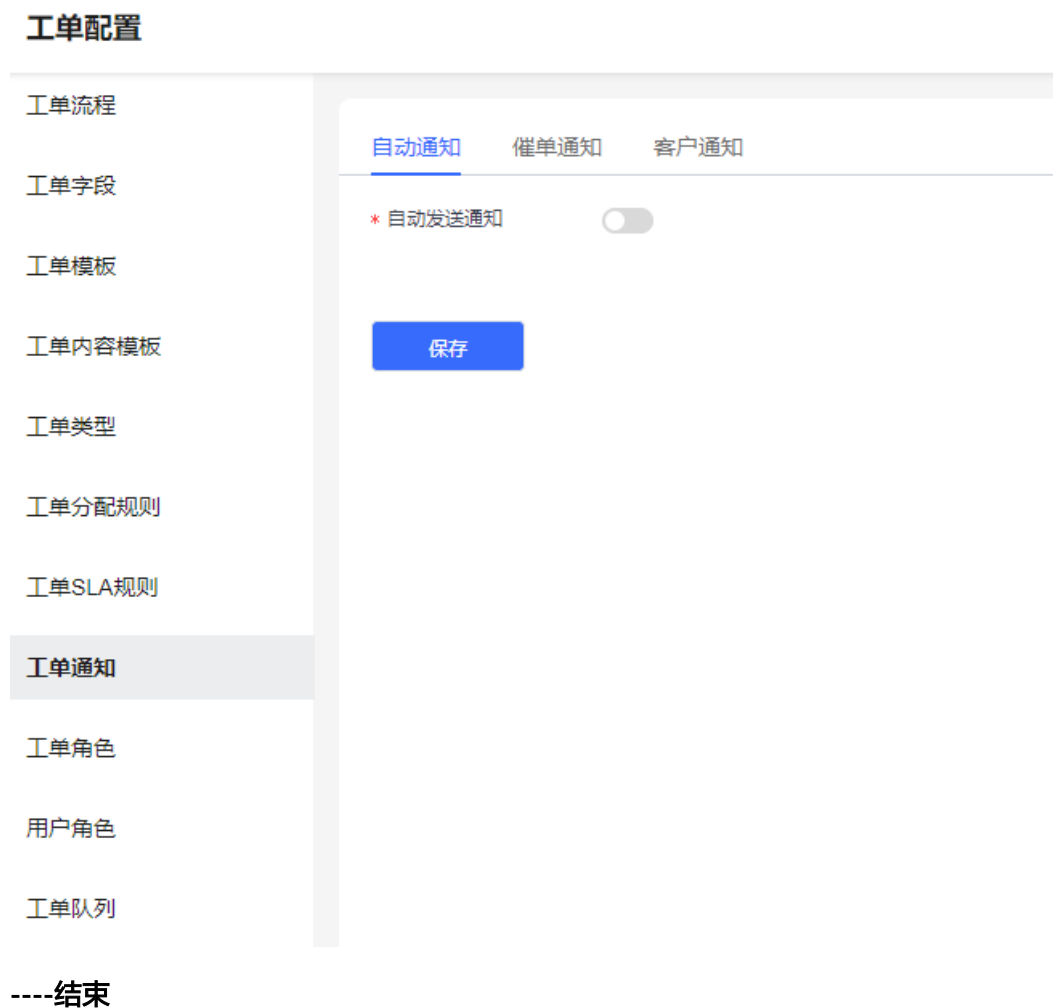 工单配置
工单流程
工单字段
工单模板
工单内容模板
工单类型
工单分配规则
工单SLA规则
工单通知
工单角色
用户角色
工单队列
自动通知 催单通知 客户通知
* 自动发送通知
保存
----结束